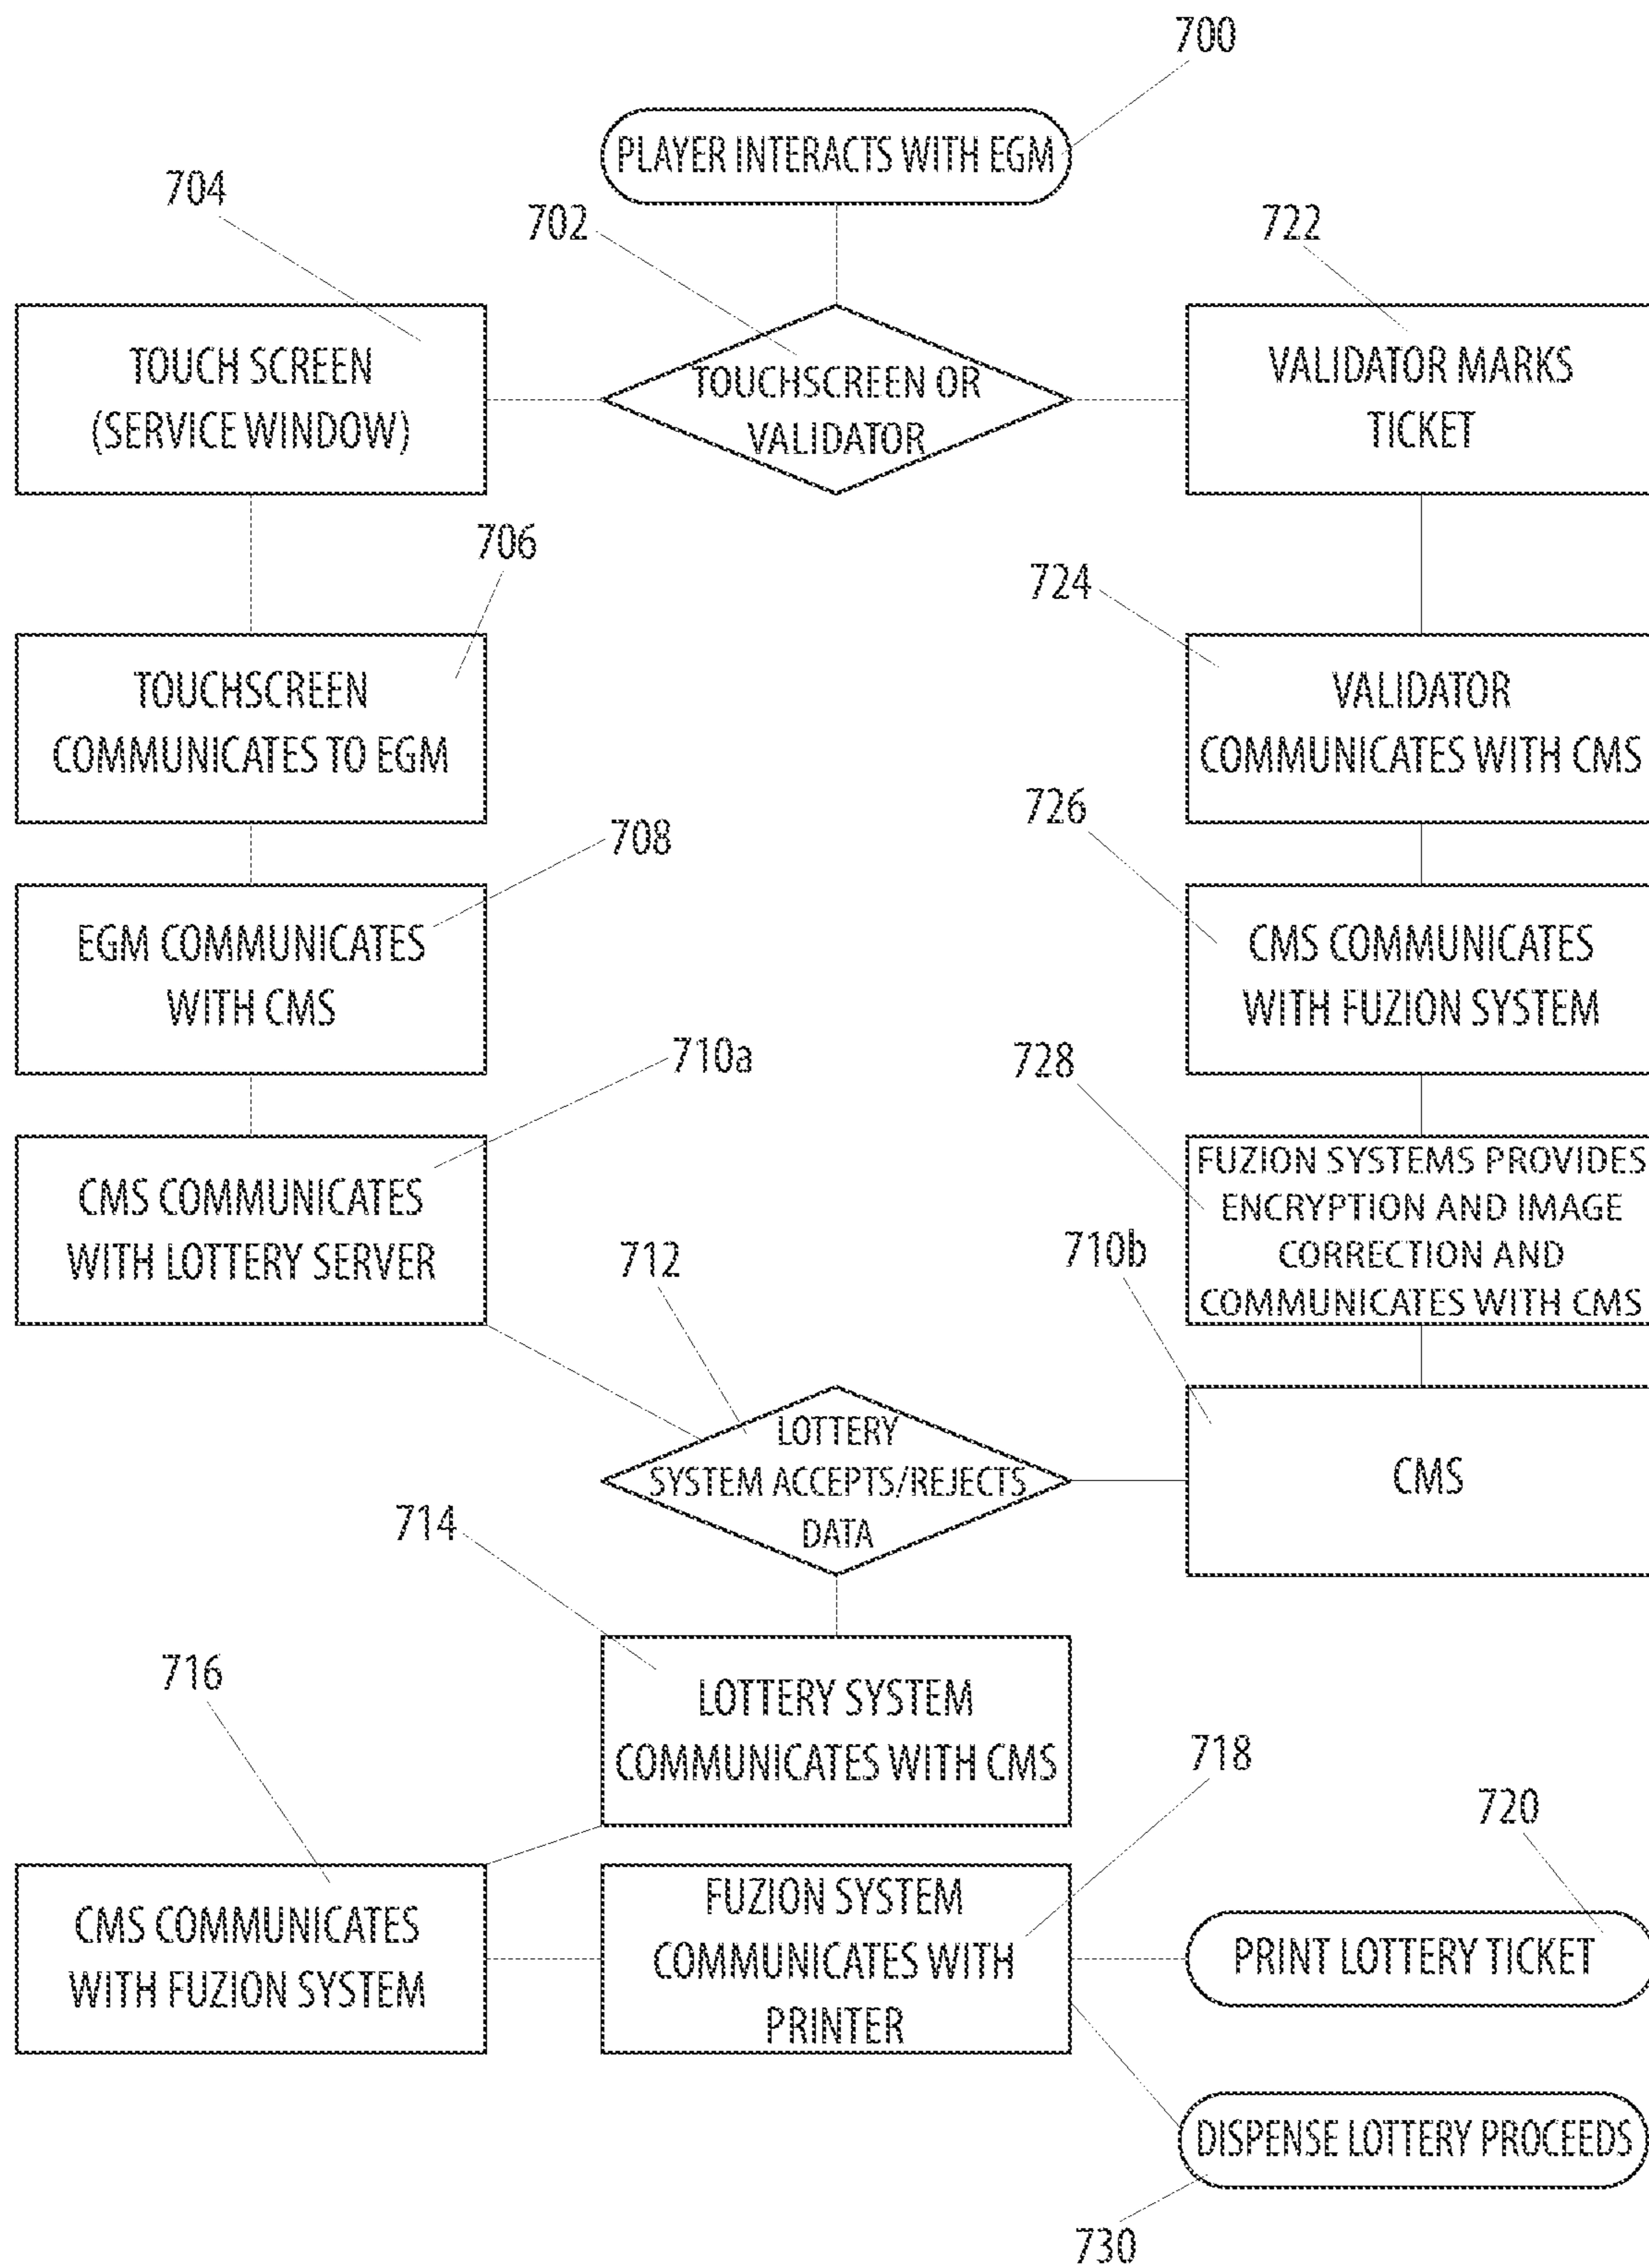 700
PLAYER INTERACTS WITH EGM
704
702
722
TOUCH SCREEN
(SERVICE WINDOW)
TOUCHSCREEN OR
VALIDATOR
VALIDATOR MARKS
TICKET
706
724
TOUCHSCREEN
COMMUNICATES TO EGM
VALIDATOR
COMMUNICATES WITH CMS
708
726
EGM COMMUNICATES
WITH CMS
CMS COMMUNICATES
WITH FUZION SYSTEM
710a
728
CMS COMMUNICATES
WITH LOTTERY SERVER
FUZION SYSTEMS PROVIDES
ENCRYPTION AND IMAGE
CORRECTION AND
COMMUNICATES WITH CMS
712
710b
LOTTERY
SYSTEM ACCEPTS/REJECTS
DATA
CMS
714
LOTTERY SYSTEM
COMMUNICATES WITH CMS
716
718
720
CMS COMMUNICATES
WITH FUZION SYSTEM
FUZION SYSTEM
COMMUNICATES WITH
PRINTER
PRINT LOTTERY TICKET
DISPENSE LOTTERY PROCEEDS
730